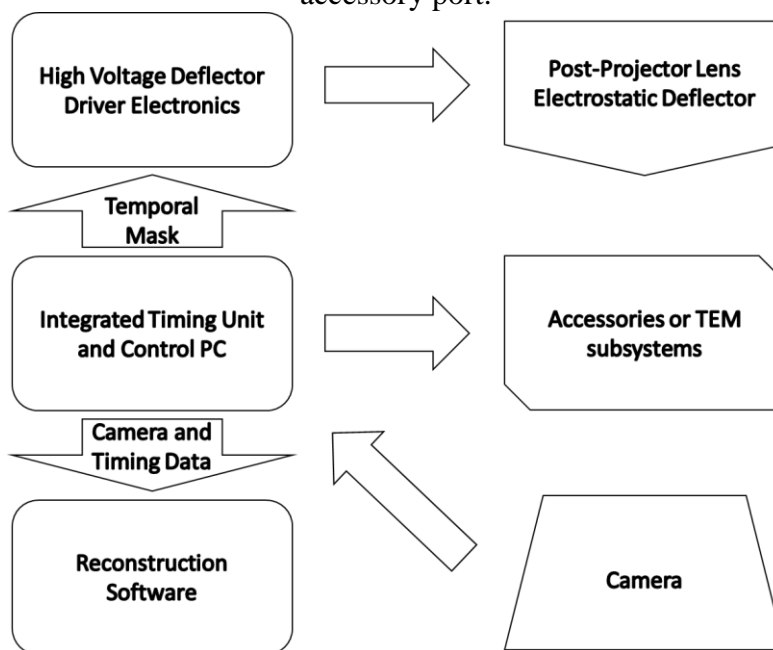 accessory port.
High Voltage Deflector
Driver Electronics
Post-Projector Lens
Electrostatic Deflector
Temporal
Mask
Integrated Timing Unit
and Control PC
Accessories or TEM
subsystems
Camera and
Timing Data
Reconstruction
Software
Camera